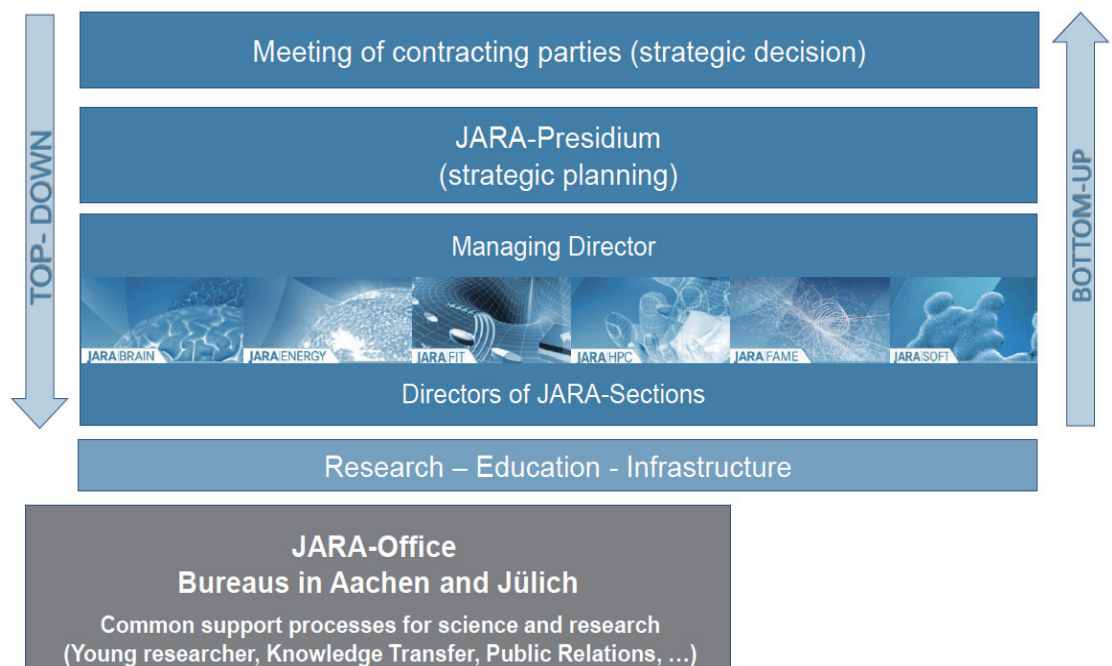 Meeting of contracting parties (strategic decision)
TOP- DOWN
BOTTOM-UP
JARA-Presidium
(strategic planning)
Managing Director
JARA|BRAIN
JARA|ENERGY
JARA|FIT
JARA|HPC
JARA|FAME
JARA|SOFT
Directors of JARA-Sections
Research – Education - Infrastructure
JARA-Office
Bureaus in Aachen and Jülich
Common support processes for science and research
(Young researcher, Knowledge Transfer, Public Relations, …)